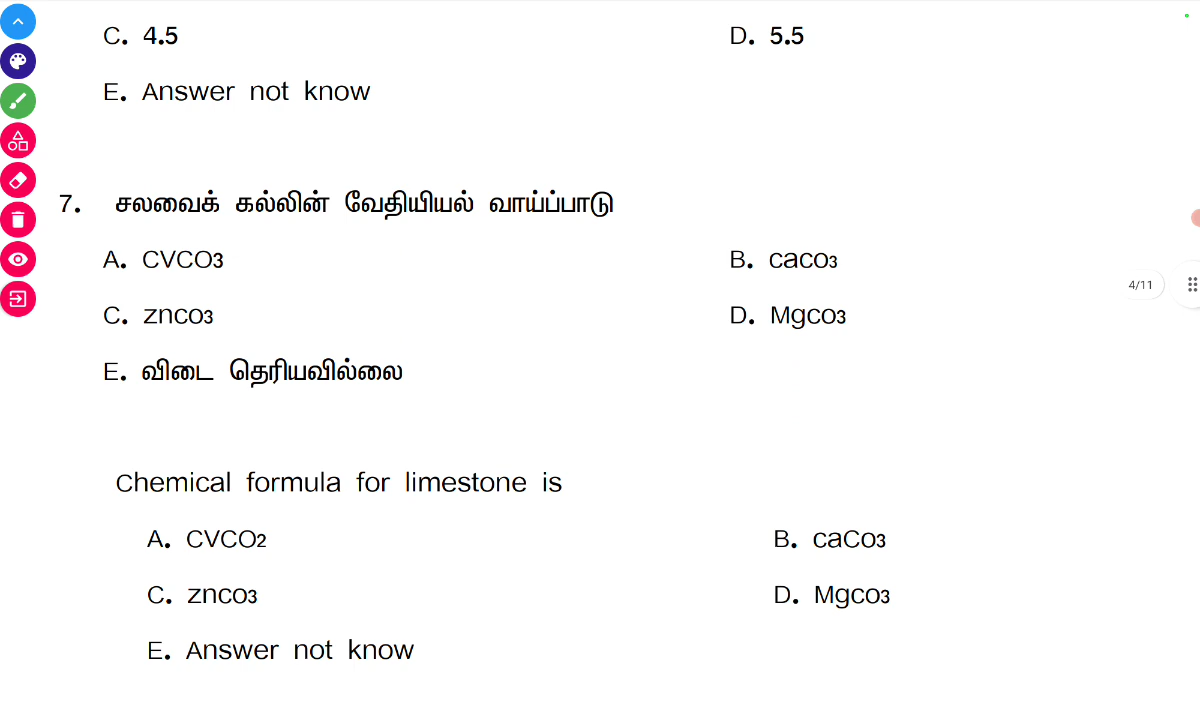 C. 4.5 D. 5.5
E. Answer not know
7. சலவைக் கல்லின் வேதியியல் வாய்ப்பாடு
A. CVCO3 B. caco3
C. znco3 D. Mgco3
4/11
E. விடை தெரியவில்லை
Chemical formula for limestone is
A. CVCO2 B. caCo3
C. znco3 D. Mgco3
E. Answer not know